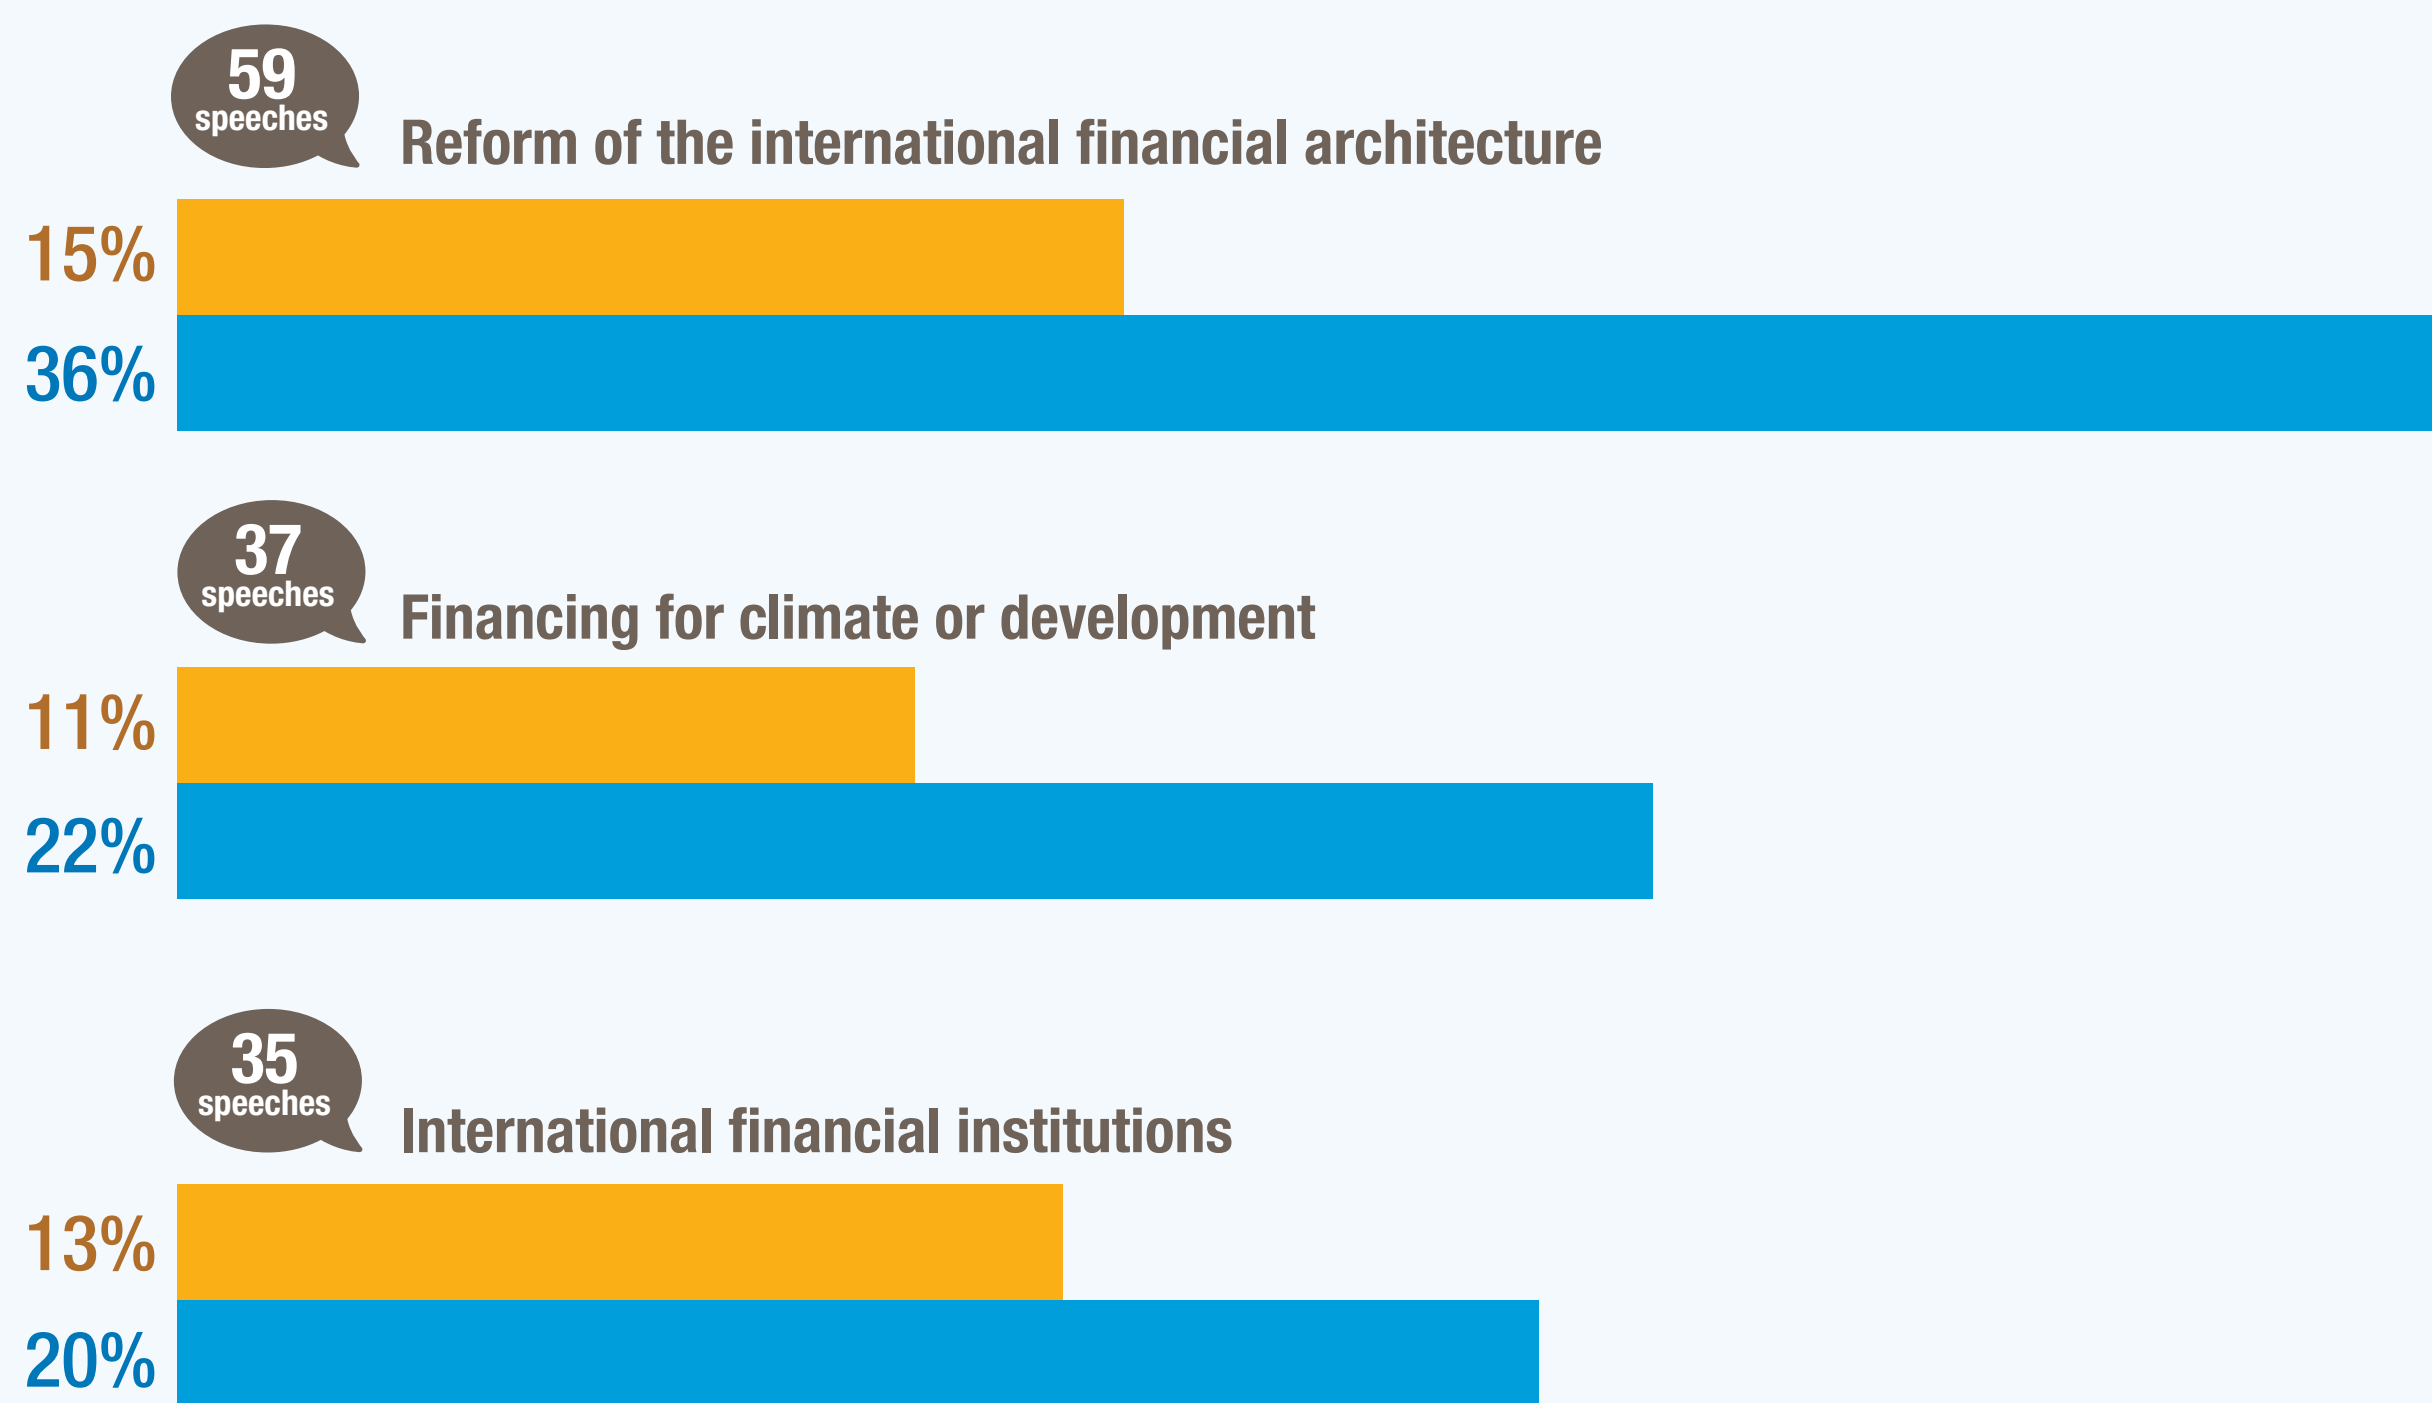 59
speeches
Reform of the international financial architecture
15%
36%
37
speeches
Financing for climate or development
11%
22%
35
speeches
International financial institutions
13%
20%